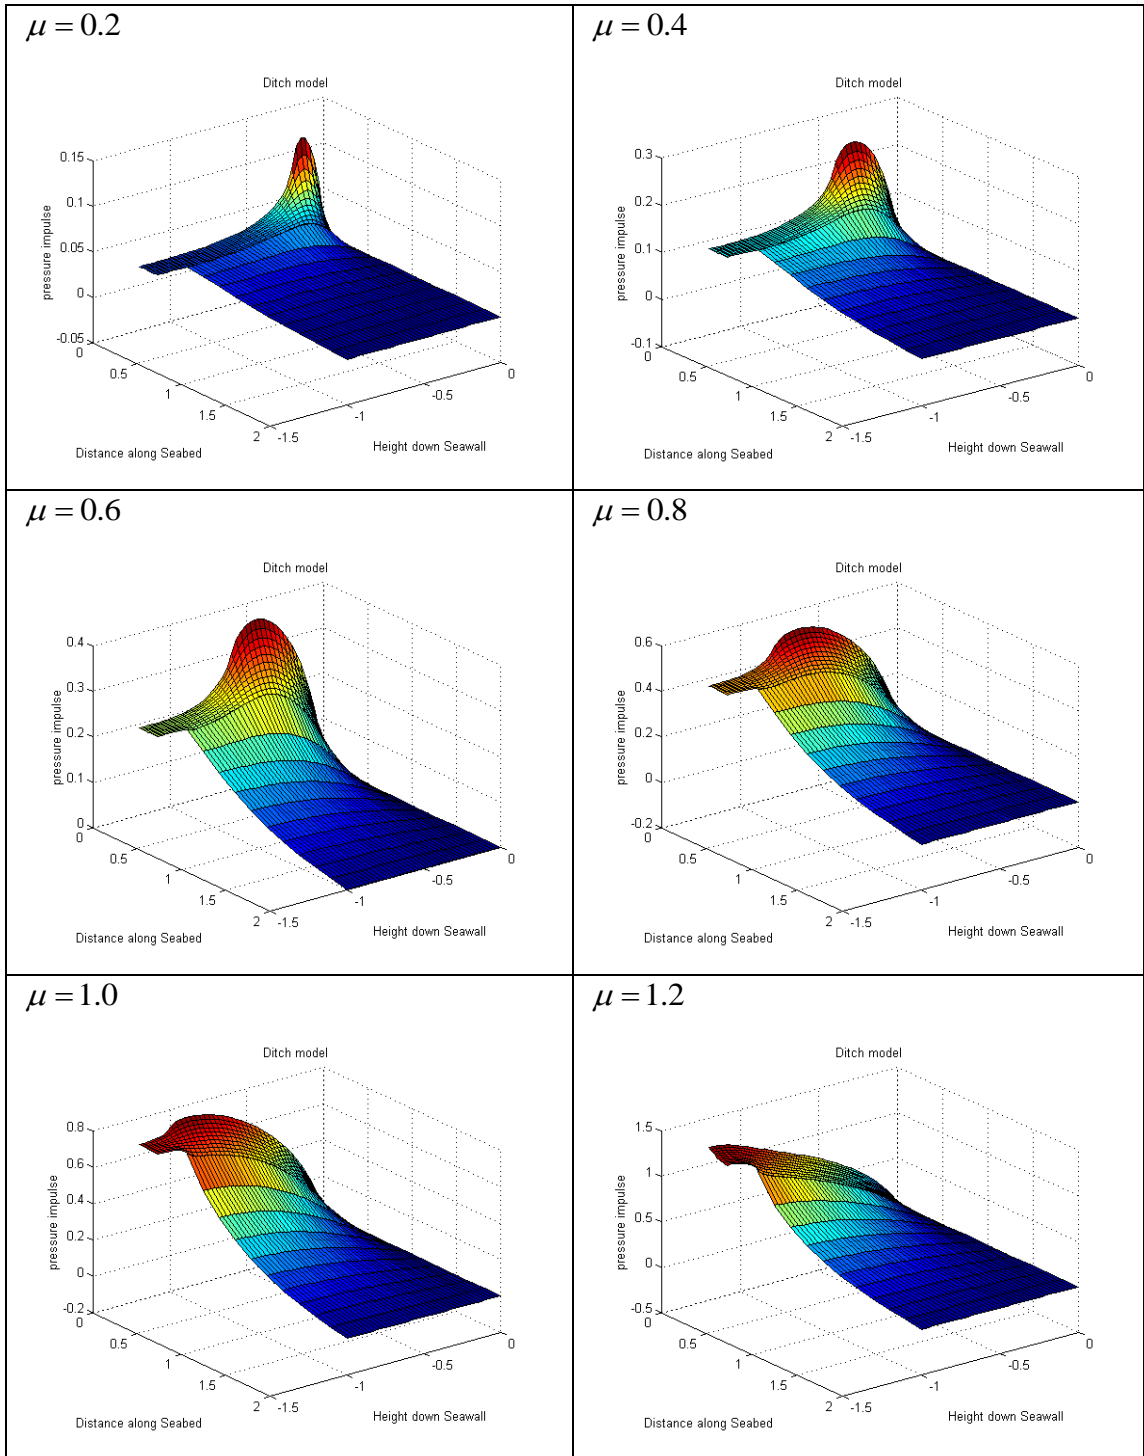 μ = 0.2
Ditch model
0.15
0.1
0.05
0
-0.05
pressure impulse
0
0.5
1
1.5
2
-1.5
-1
-0.5
0
Distance along Seabed
Height down Seawall
μ = 0.4
Ditch model
0.3
0.2
0.1
0
-0.1
pressure impulse
0
0.5
1
1.5
2
-1.5
-1
-0.5
0
Distance along Seabed
Height down Seawall
μ = 0.6
Ditch model
0.4
0.3
0.2
0.1
0
pressure impulse
0
0.5
1
1.5
2
-1.5
-1
-0.5
0
Distance along Seabed
Height down Seawall
μ = 0.8
Ditch model
0.6
0.4
0.2
0
-0.2
pressure impulse
0
0.5
1
1.5
2
-1.5
-1
-0.5
0
Distance along Seabed
Height down Seawall
μ = 1.0
Ditch model
0.8
0.6
0.4
0.2
0
-0.2
pressure impulse
0
0.5
1
1.5
2
-1.5
-1
-0.5
0
Distance along Seabed
Height down Seawall
μ = 1.2
Ditch model
1.5
1
0.5
0
-0.5
pressure impulse
0
0.5
1
1.5
2
-1.5
-1
-0.5
0
Distance along Seabed
Height down Seawall